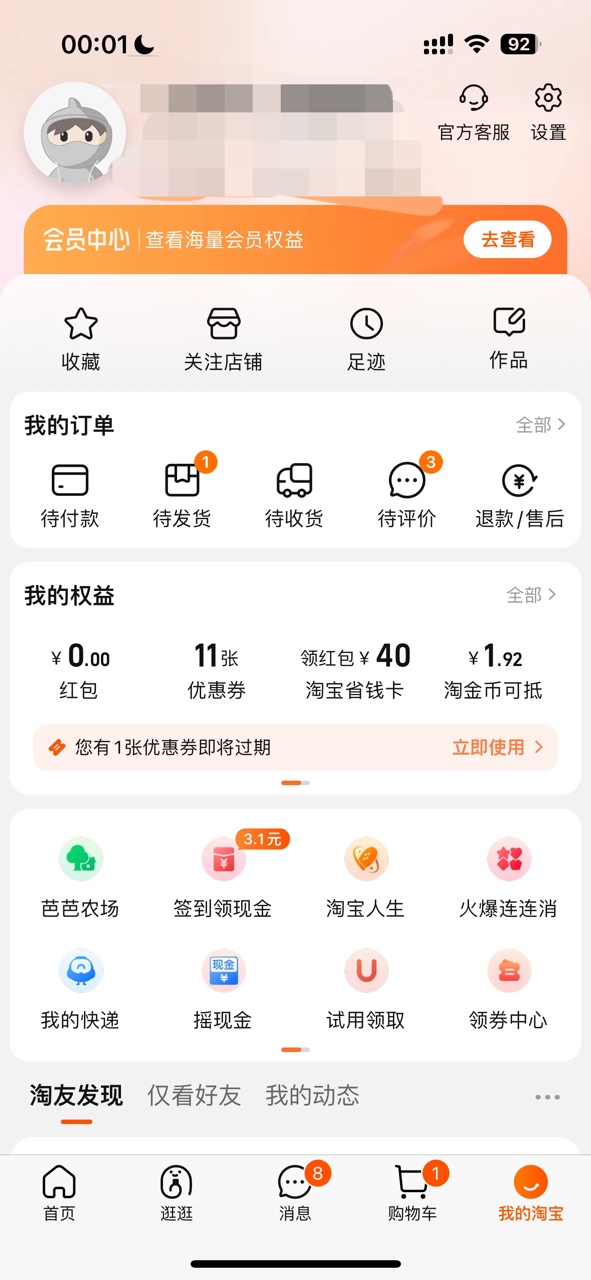 00:01
92
官方客服 设置
会员中心 查看海量会员权益 去查看
收藏 关注店铺 足迹 作品
我的订单 全部
1 3
待付款 待发货 待收货 待评价 退款/售后
我的权益 全部
¥0.00 11张 领红包¥40 ¥1.92
红包 优惠券 淘宝省钱卡 淘金币可抵
您有1张优惠券即将过期 立即使用
3.1元
芭芭农场 签到领现金 淘宝人生 火爆连连消
现金
¥
我的快递 摇现金 试用领取 领券中心
淘友发现 仅看好友 我的动态
8 1
首页 逛逛 消息 购物车 我的淘宝